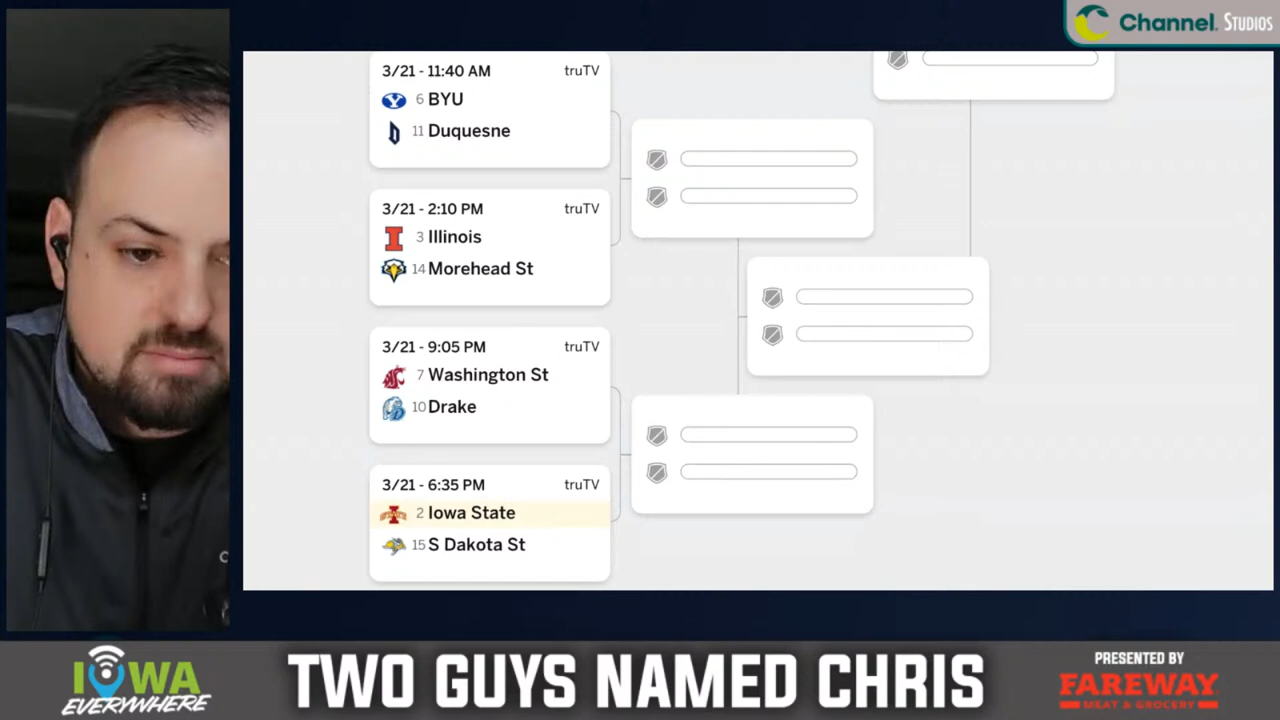 Channel. STUDIOS
3/21 - 11:40 AM truTV
6 BYU
11 Duquesne
3/21 - 2:10 PM truTV
3 Illinois
14 Morehead St
3/21 - 9:05 PM truTV
7 Washington St
10 Drake
3/21 - 6:35 PM truTV
2 Iowa State
15 S Dakota St
IOWA
EVERYWHERE
TWO GUYS NAMED CHRIS
PRESENTED BY
FAREWAY
MEAT & GROCERY